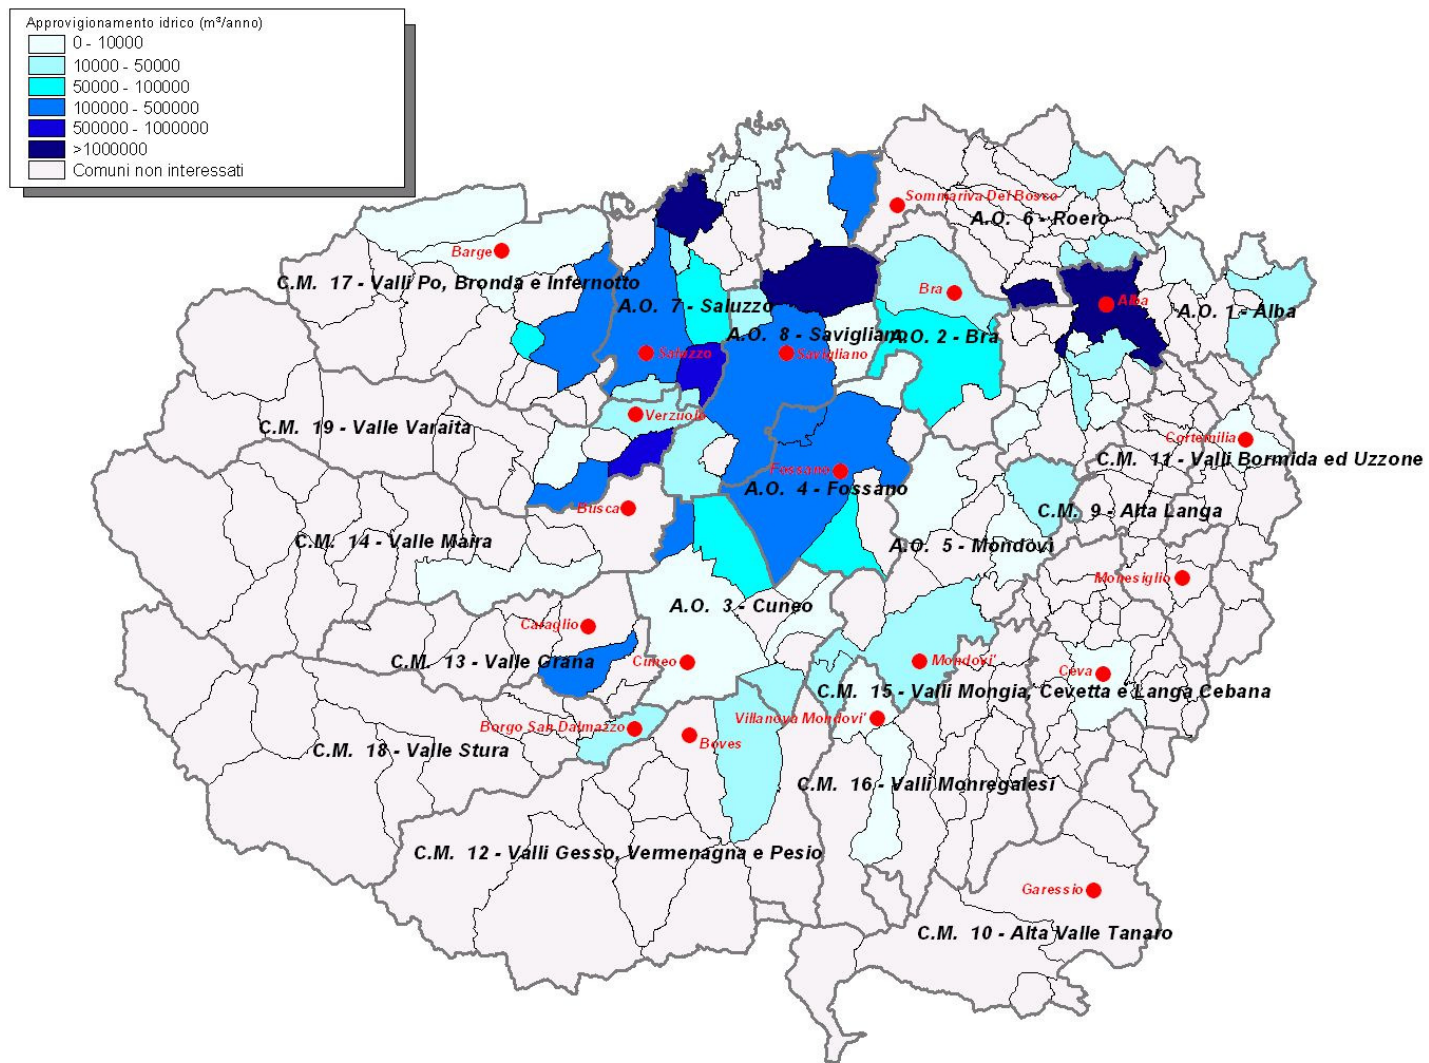 Approvigionamento idrico (m³/anno)
0 - 10000
10000 - 50000
50000 - 100000
100000 - 500000
500000 - 1000000
>1000000
Comuni non interessati
Sommariva Del Bosco
A.O. 6 - Roero
Barge
C.M. 17 - Valli Po, Bronda e Infernotto
Bra
Alba
A.O. 7 - Saluzzo
A.O. 1 - Alba
A.O. 8 - Savigliano
A.O. 2 - Bra
Saluzzo
Savigliano
Verzuolo
C.M. 19 - Valle Varaita
Cortemilia
C.M. 11 - Valli Bormida ed Uzzone
Fossano
A.O. 4 - Fossano
Busca
C.M. 9 - Alta Langa
C.M. 14 - Valle Maira
A.O. 5 - Mondovì
Monesiglio
A.O. 3 - Cuneo
Caraglio
C.M. 13 - Valle Grana
Cuneo
Mondovi'
Ceva
C.M. 15 - Valli Mongia, Cevetta e Langa Cebana
Villanova Mondovi'
Borgo San Dalmazzo
Boves
C.M. 18 - Valle Stura
C.M. 16 - Valli Monregalesi
C.M. 12 - Valli Gesso, Vermenagna e Pesio
Garessio
C.M. 10 - Alta Valle Tanaro